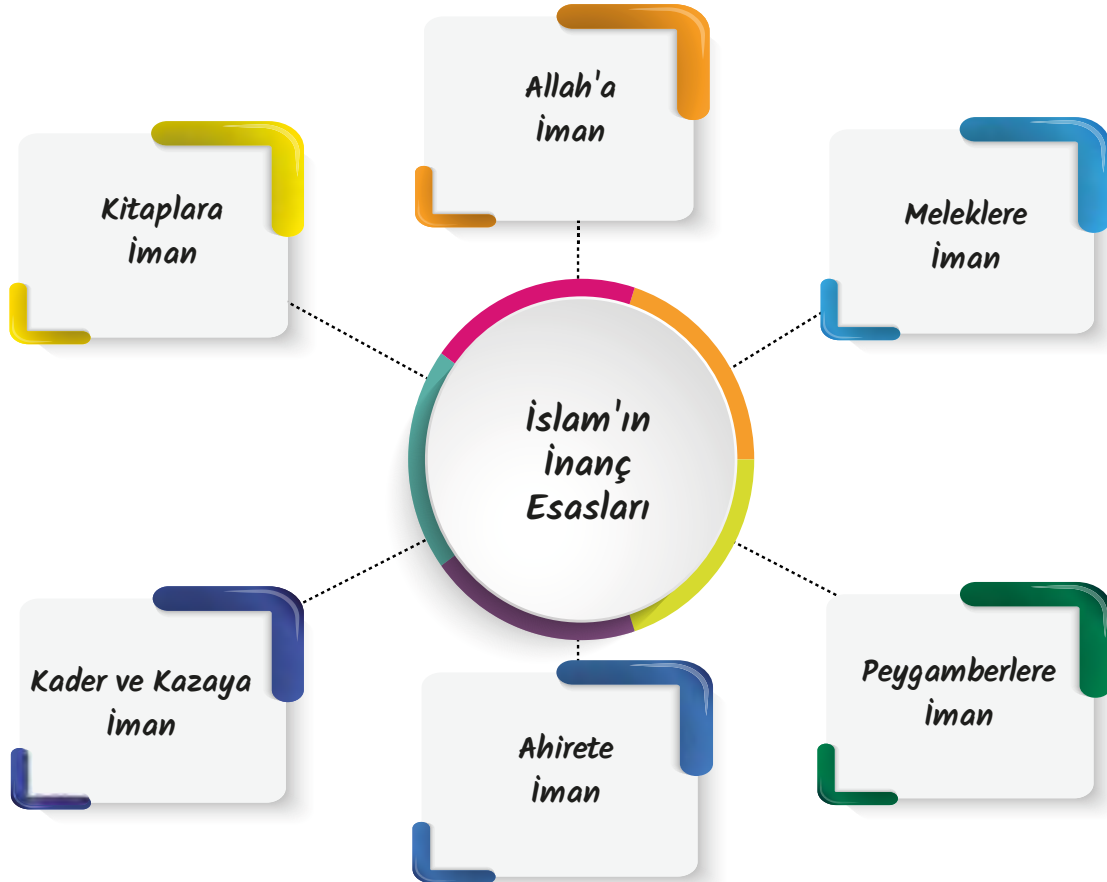 Allah'a
İman
Kitaplara
İman
Meleklere
İman
İslam'ın
İnanç
Esasları
Kader ve Kazaya
İman
Peygamberlere
İman
Ahirete
İman